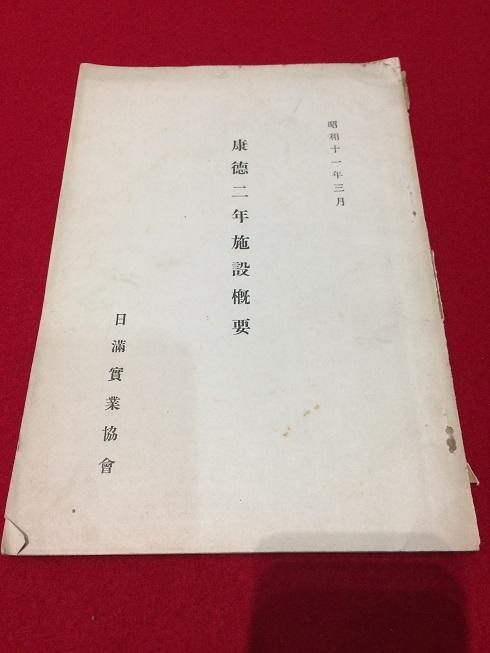 昭和十一年三月
康德二年施設概要
日滿實業協會